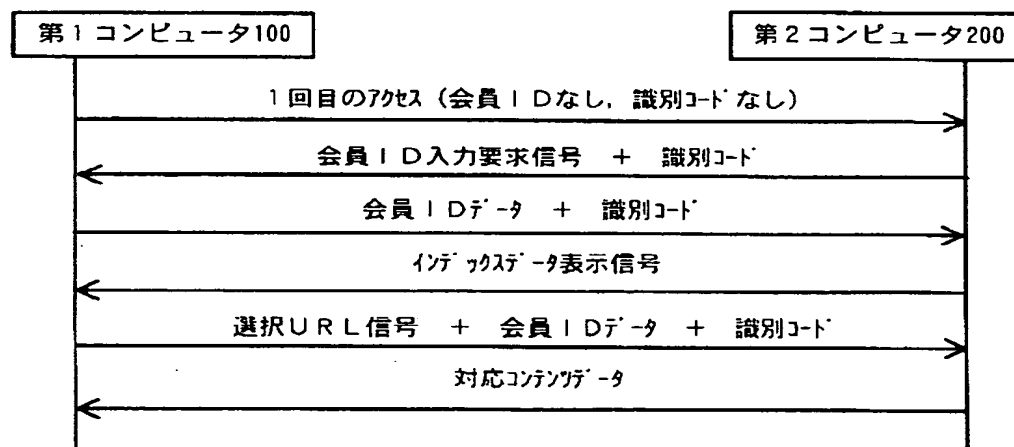 第1コンピュータ100
第2コンピュータ200
1回目のアクセス（会員IDなし，識別コードなし）
会員ID入力要求信号 + 識別コード
会員IDデータ + 識別コード
インデックスデータ表示信号
選択URL信号 + 会員IDデータ + 識別コード
対応コンテンツデータ